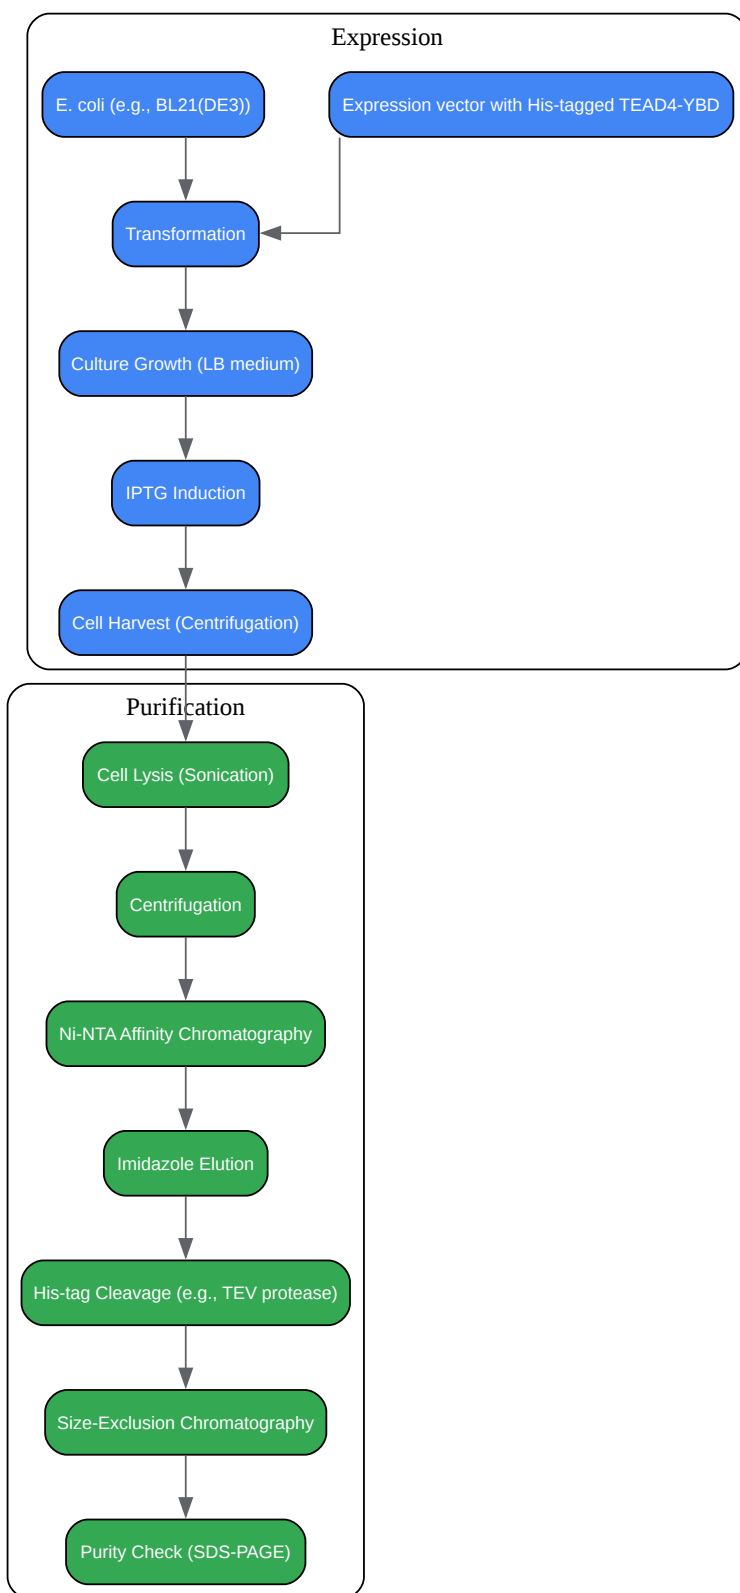 Expression
E. coli (e.g., BL21(DE3))
Expression vector with His-tagged TEAD4-YBD
Transformation
Culture Growth (LB medium)
IPTG Induction
Cell Harvest (Centrifugation)
Purification
Cell Lysis (Sonication)
Centrifugation
Ni-NTA Affinity Chromatography
Imidazole Elution
His-tag Cleavage (e.g., TEV protease)
Size-Exclusion Chromatography
Purity Check (SDS-PAGE)